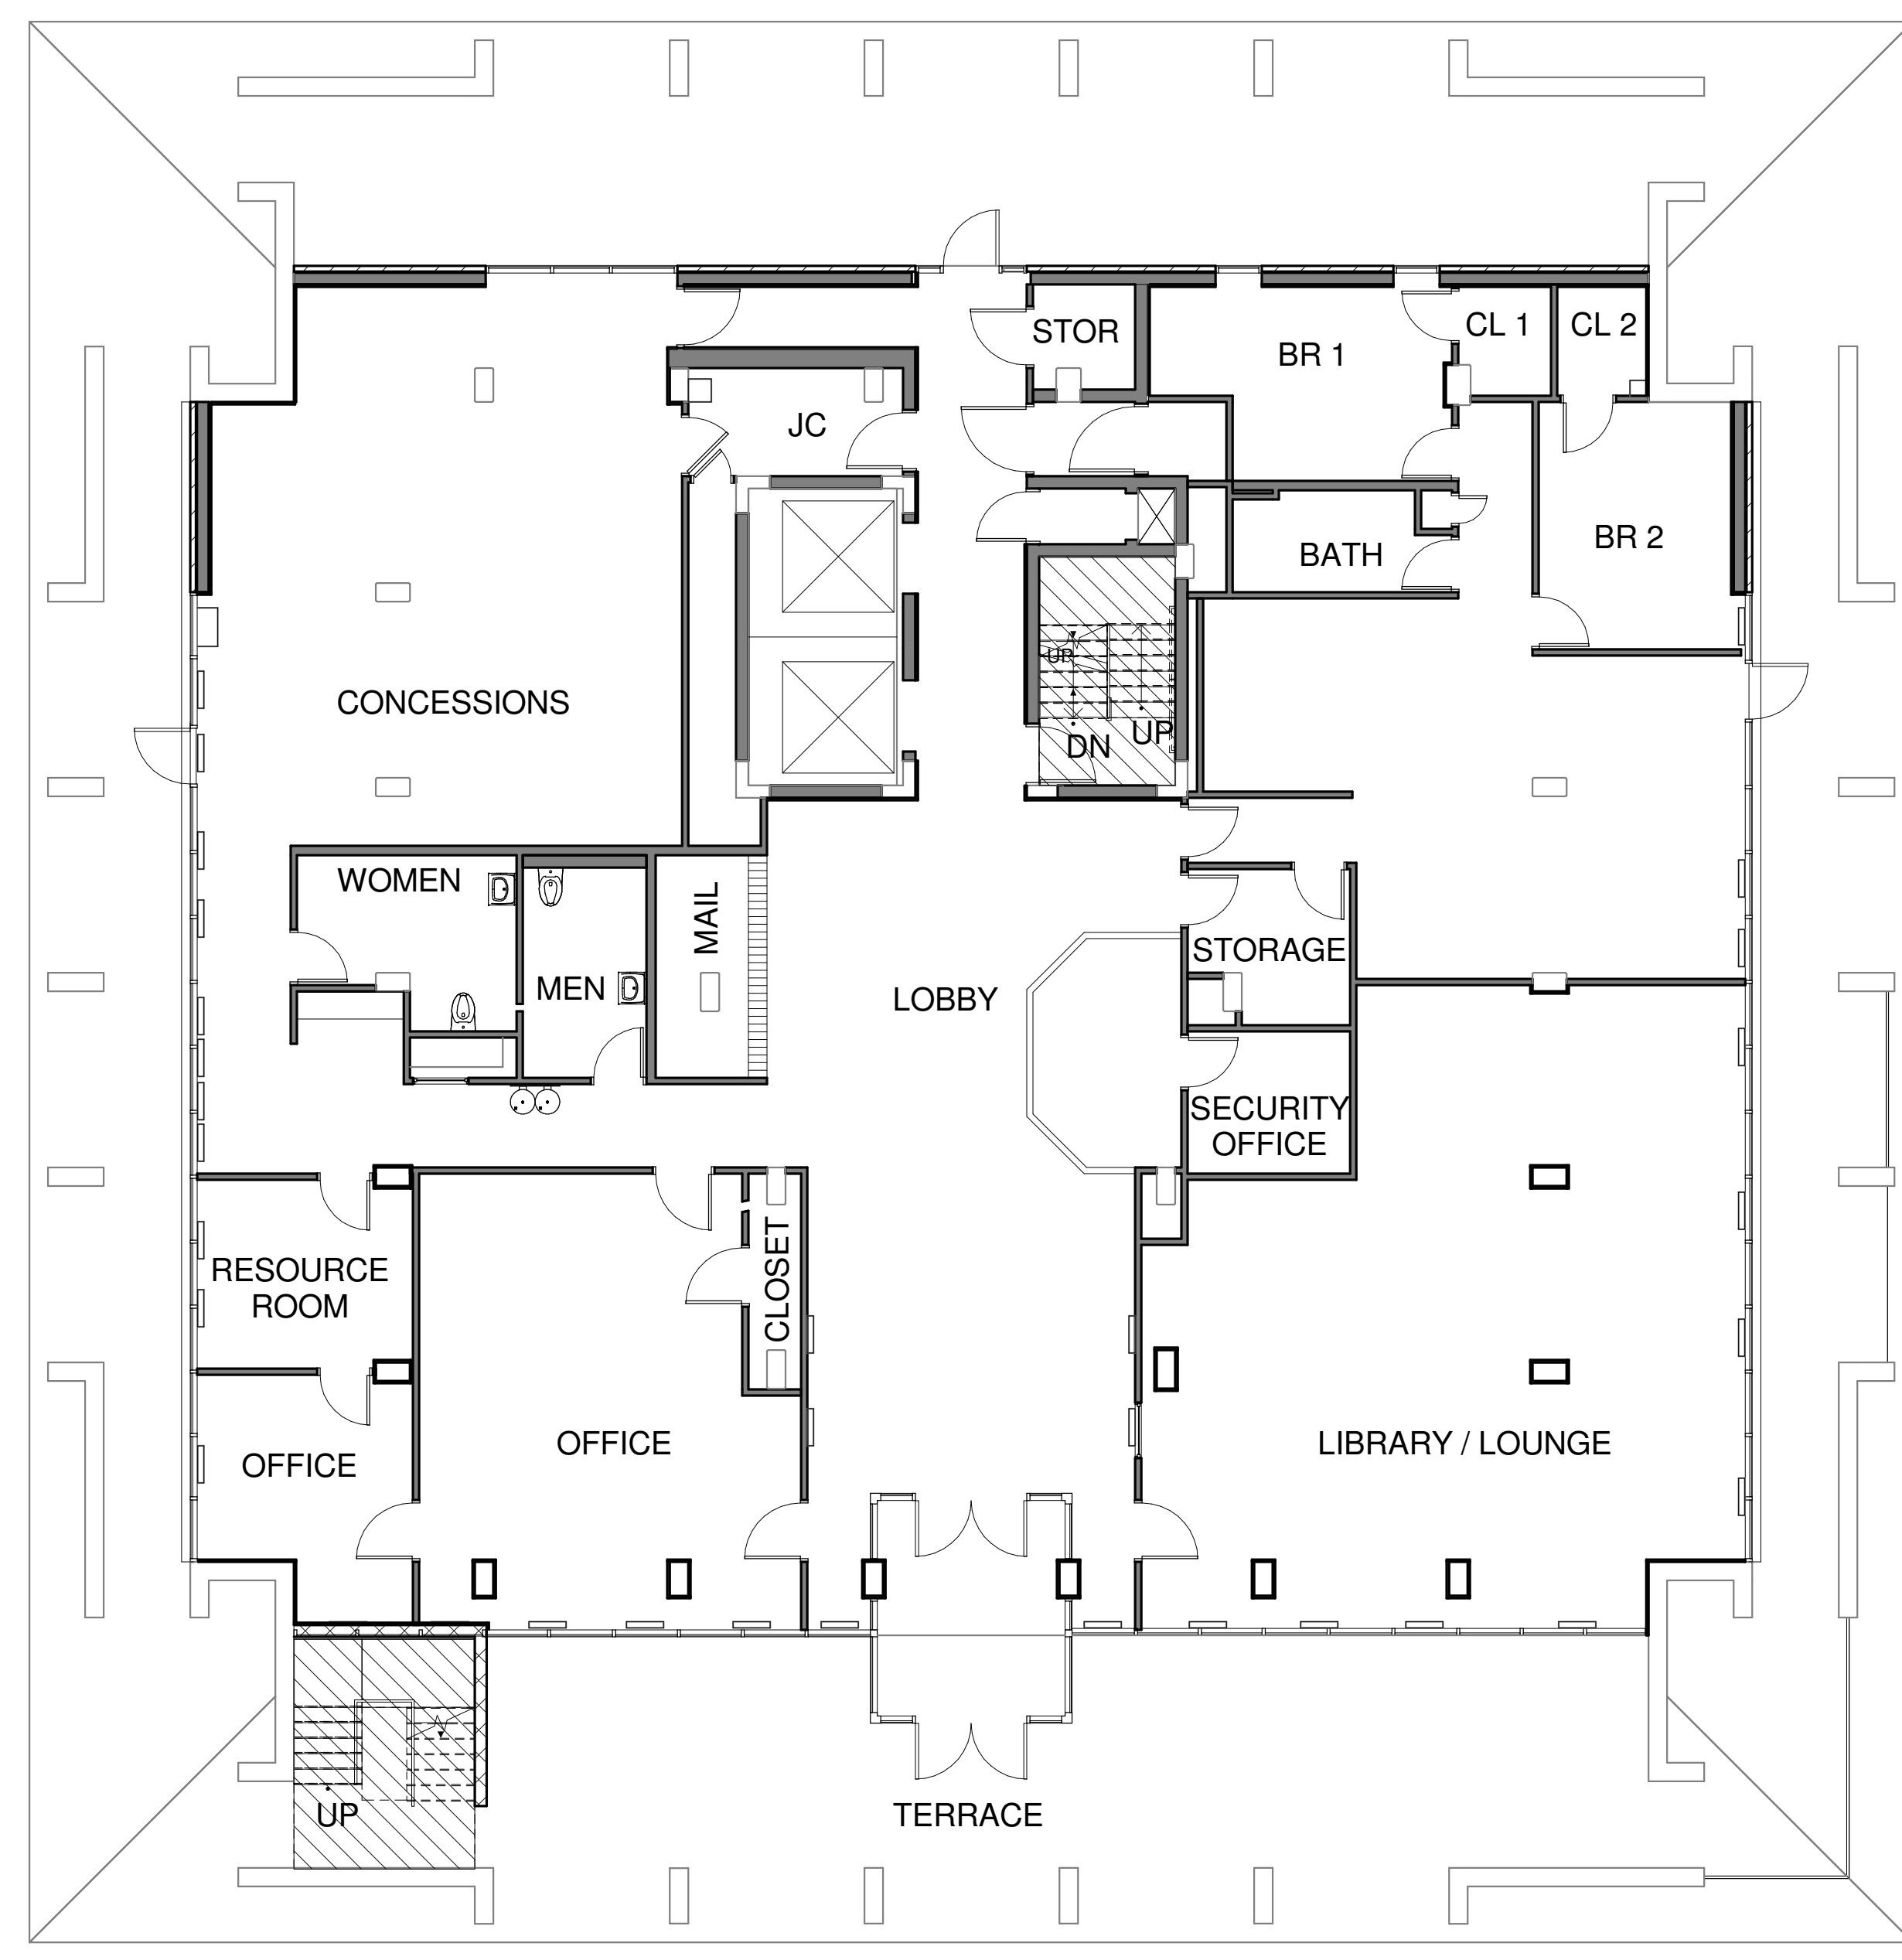 STOR
CL 1
CL 2
BR 1
JC
BR 2
BATH
UP
CONCESSIONS
UP
DN
WOMEN
MAIL
STORAGE
MEN
LOBBY
SECURITY
OFFICE
RESOURCE
ROOM
CLOSET
OFFICE
OFFICE
LIBRARY / LOUNGE
UP
TERRACE